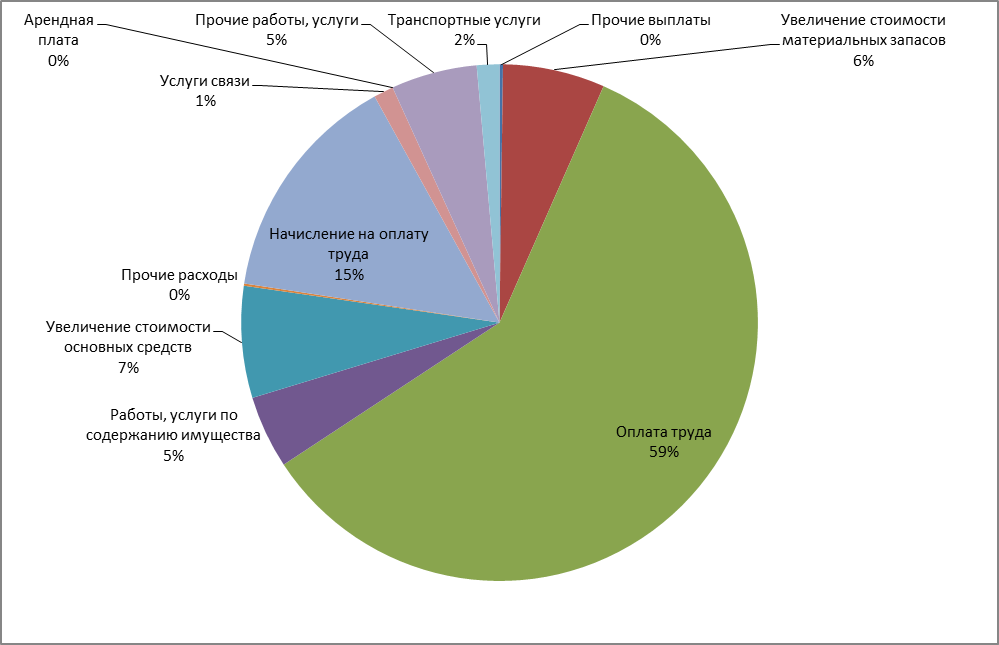 Арендная
плата
0%
Прочие работы, услуги
5%
Транспортные услуги
2%
Прочие выплаты
0%
Увеличение стоимости
материальных запасов
6%
Услуги связи
1%
Начисление на оплату
труда
15%
Прочие расходы
0%
Увеличение стоимости
основных средств
7%
Работы, услуги по
содержанию имущества
5%
Оплата труда
59%